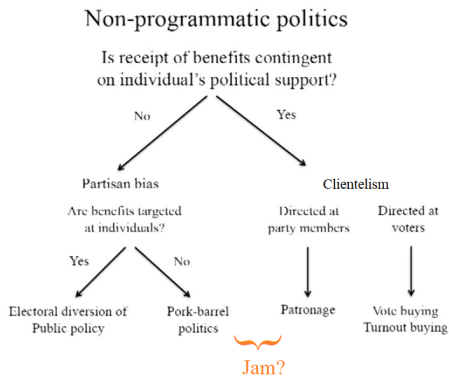 Non-programmatic politics
Is receipt of benefits contingent
on individual's political support?
No
Yes
Partisan bias
Clientelism
Are benefits targeted
at individuals?
Directed at
party members
Directed at
voters
Yes
No
Electoral diversion of
Public policy
Pork-barrel
politics
Patronage
Vote buying
Turnout buying
Jam?